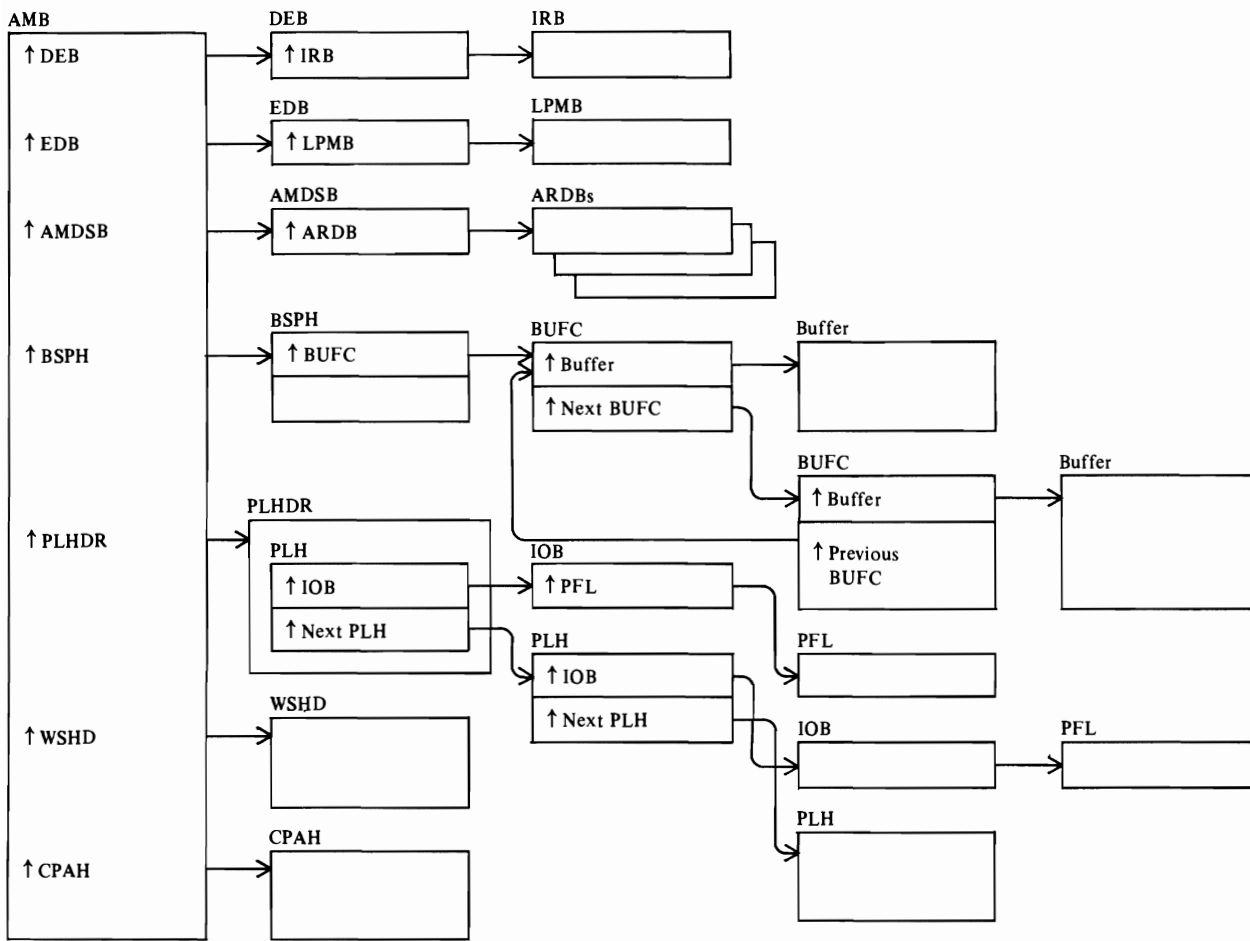 AMB
DEB
IRB
↑ DEB
↑ IRB
EDB
LPMB
↑ EDB
↑ LPMB
AMDSB
ARDBs
↑ AMDSB
↑ ARDB
BSPH
BUFC
Buffer
↑ BSPH
↑ BUFC
↑ Buffer
↑ Next BUFC
BUFC
Buffer
↑ Buffer
PLHDR
↑ PLHDR
PLH
IOB
↑ Previous
BUFC
↑ IOB
↑ PFL
↑ Next PLH
PLH
PFL
↑ IOB
WSHD
↑ Next PLH
↑ WSHD
IOB
PFL
CPAH
PLH
↑ CPAH